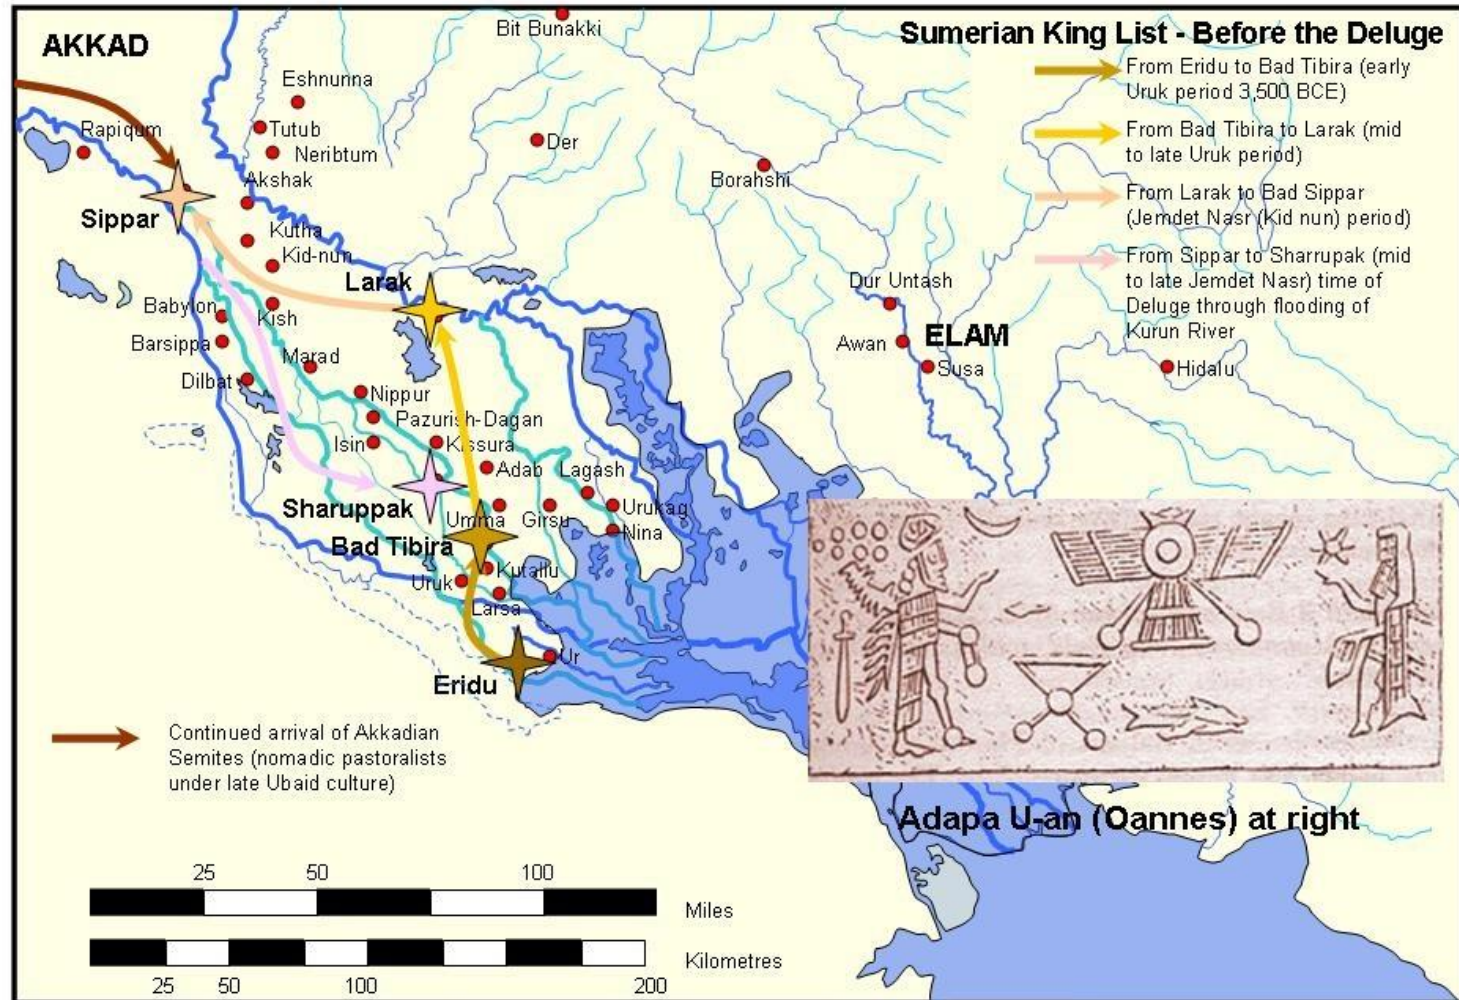 AKKAD
Bit Bunakki
Sumerian King List - Before the Deluge
From Eridu to Bad Tibira (early
Uruk period 3,500 BCE)
From Bad Tibira to Larak (mid
to late Uruk period)
From Larak to Bad Sippar
(Jemdet Nasr (Kid nun) period)
From Sippar to Sharrupak (mid
to late Jemdet Nasr) time of
Deluge through flooding of
Kurun River
Eshnunna
Rapiqum
Tutub
Neribtum
Der
Borahshi
Akshak
Sippar
Kutha
Kid-nun
Larak
Dur Untash
Babylon
Kish
Barsippa
Marad
Awan
ELAM
Susa
Hidalu
Dilbat
Nippur
Pazurish-Dagan
Isin
Kissura
Adab
Lagash
Sharuppak
Umma
Girsu
Urukag
Nina
Bad Tibira
Uruk
Kutallu
Larsa
Ur
Eridu
Continued arrival of Akkadian
Semites (nomadic pastoralists
under late Ubaid culture)
Adapa U-an (Oannes) at right
25 50 100
Miles
Kilometres
25 50 100 200